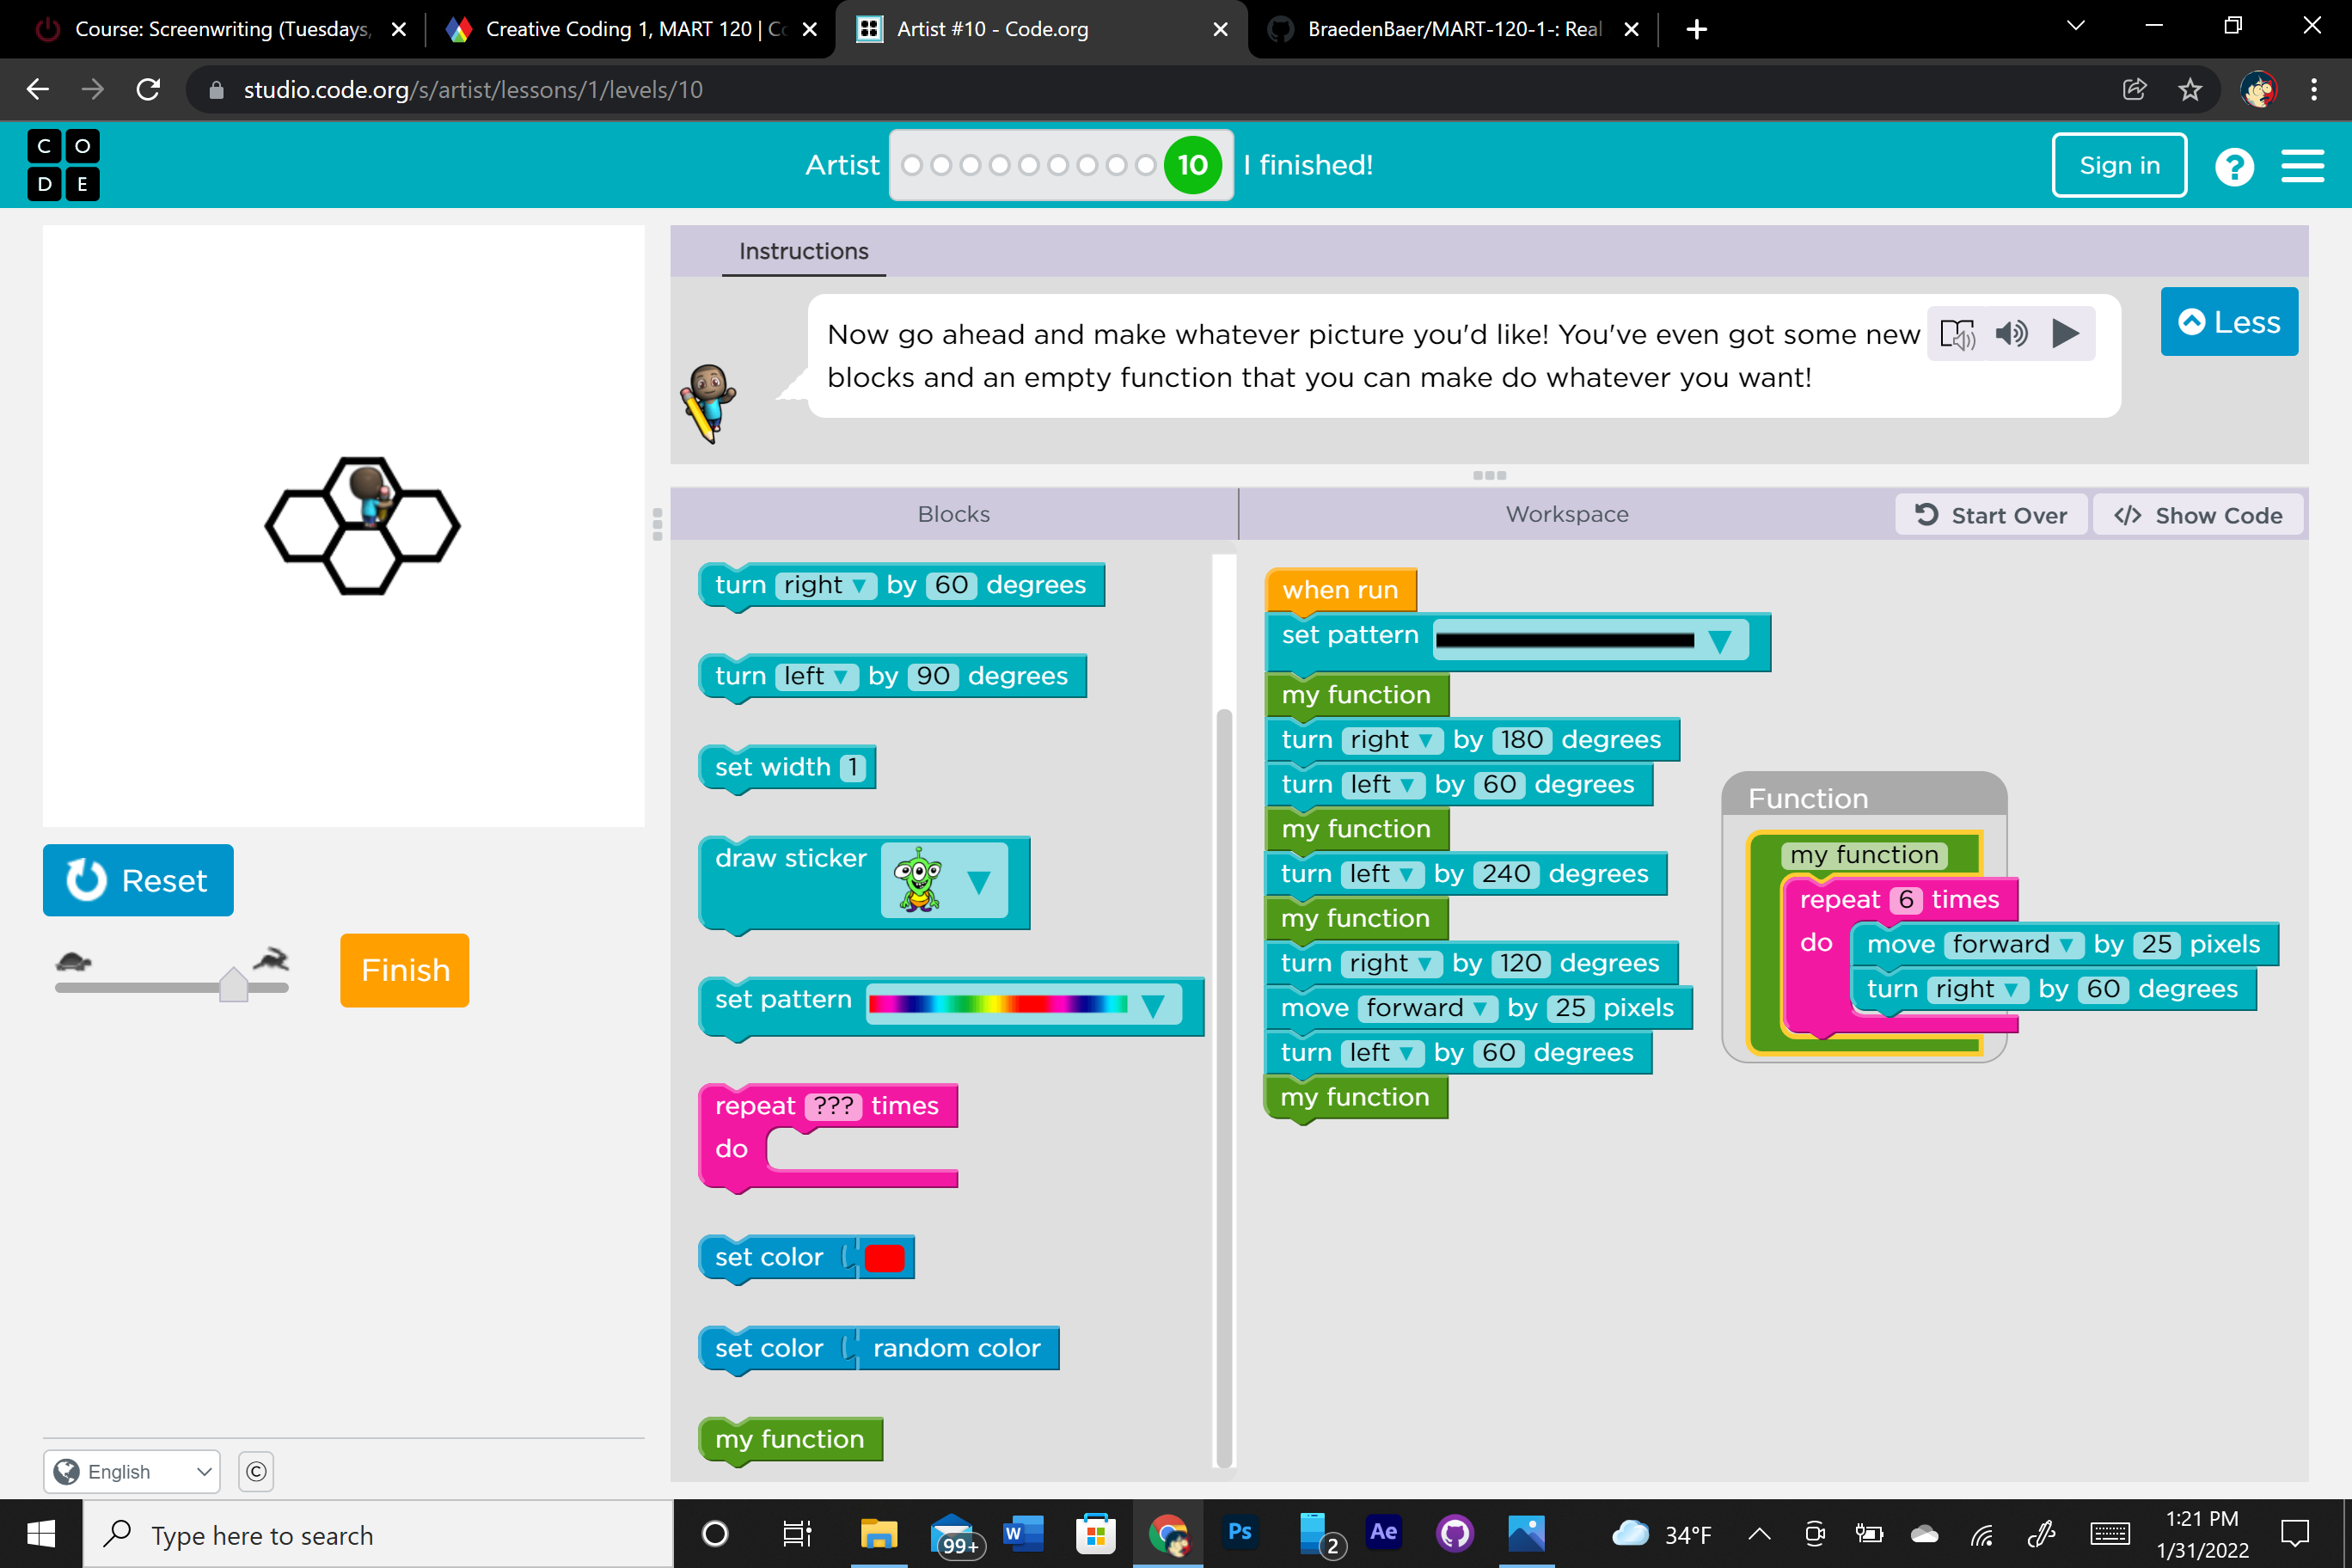 Course: Screenwriting (Tuesdays,
Creative Coding 1, MART 120 | Co
Artist #10 - Code.org
BraedenBaer/MART-120-1-: Real
studio.code.org/s/artist/lessons/1/levels/10
C O
D E
Artist
10
I finished!
Sign in
?
Instructions
Now go ahead and make whatever picture you'd like! You've even got some new
blocks and an empty function that you can make do whatever you want!
Less
Blocks
Workspace
Start Over
</> Show Code
turn right by 60 degrees
turn left by 90 degrees
set width 1
draw sticker
set pattern
repeat ??? times
do
set color
set color random color
my function
when run
set pattern
my function
turn right by 180 degrees
turn left by 60 degrees
my function
turn left by 240 degrees
my function
turn right by 120 degrees
move forward by 25 pixels
turn left by 60 degrees
my function
Function
my function
repeat 6 times
do move forward by 25 pixels
turn right by 60 degrees
Reset
Finish
English
©
Type here to search
99+
W
Ps
2
Ae
34°F
1:21 PM
1/31/2022